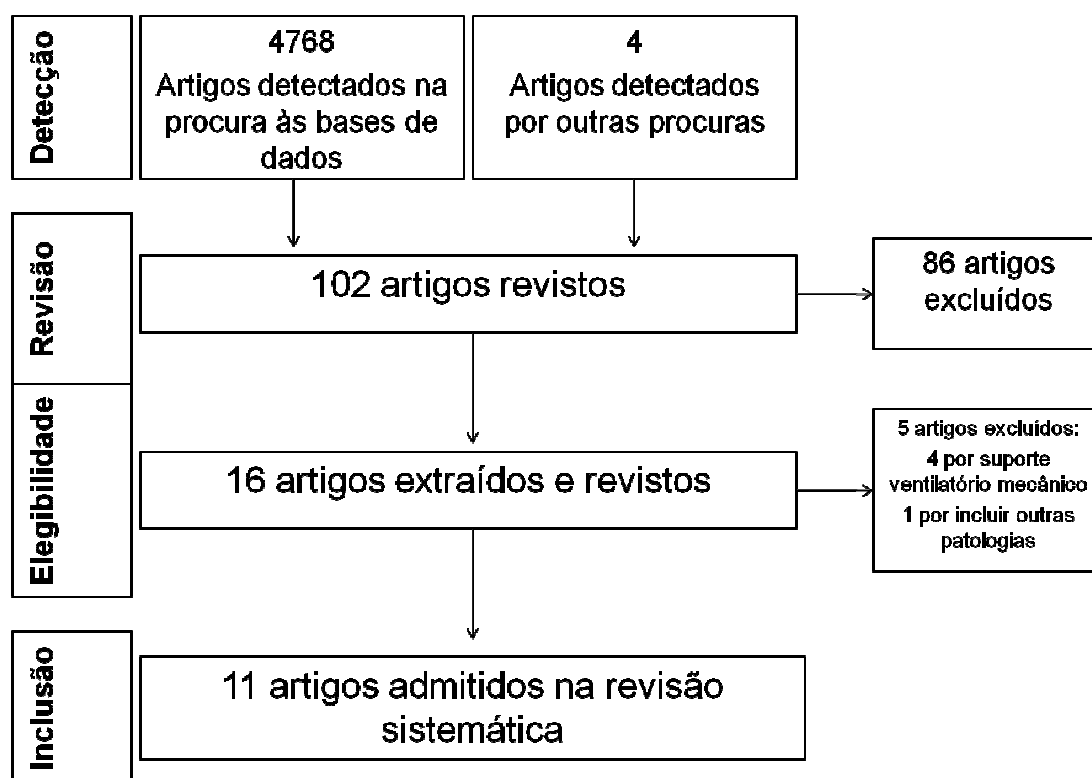 Detecção
4768
Artigos detectados na
procura às bases de
dados
4
Artigos detectados
por outras procuras
Revisão
102 artigos revistos
86 artigos
excluídos
Elegibilidade
16 artigos extraídos e revistos
5 artigos excluídos:
4 por suporte
ventilatório mecânico
1 por incluir outras
patologias
Inclusão
11 artigos admitidos na revisão
sistemática